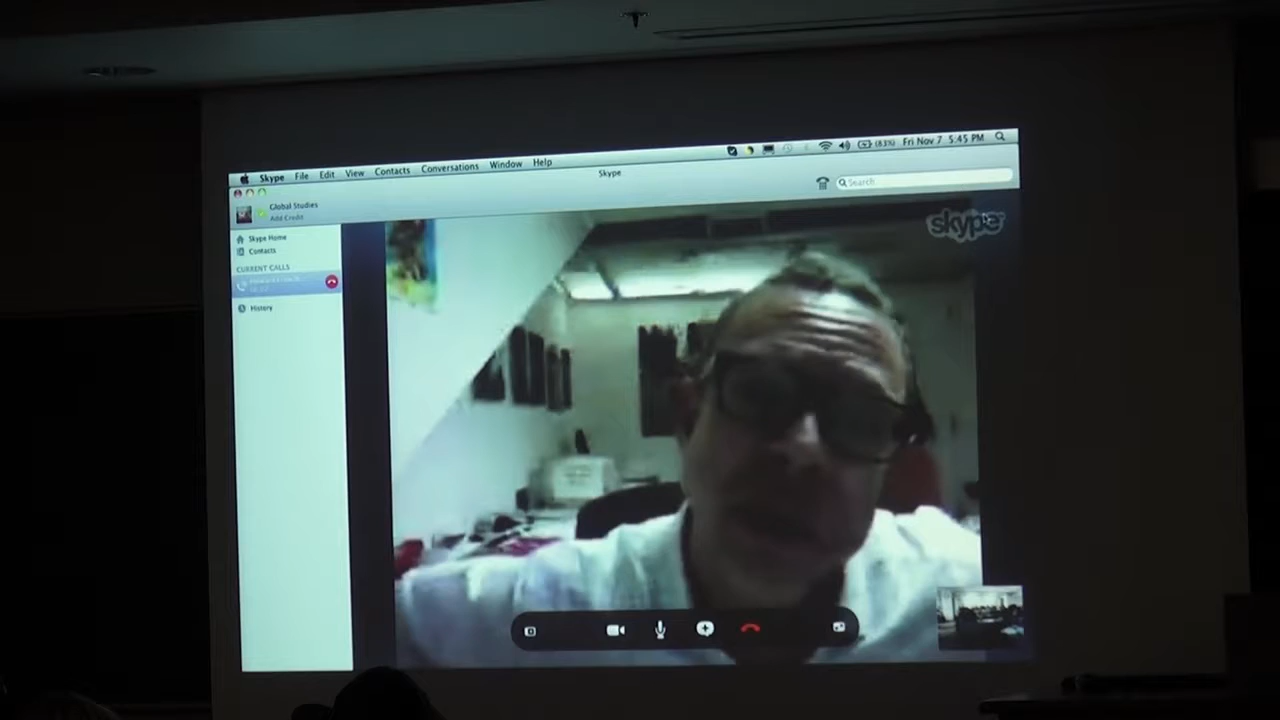 Skype File Edit View Contacts Conversations Window Help
(83%) Fri Nov 7 5:45 PM
Skype
Global Studies
Add Credit
Search
Skype Home
Contacts
CURRENT CALLS
History
skype